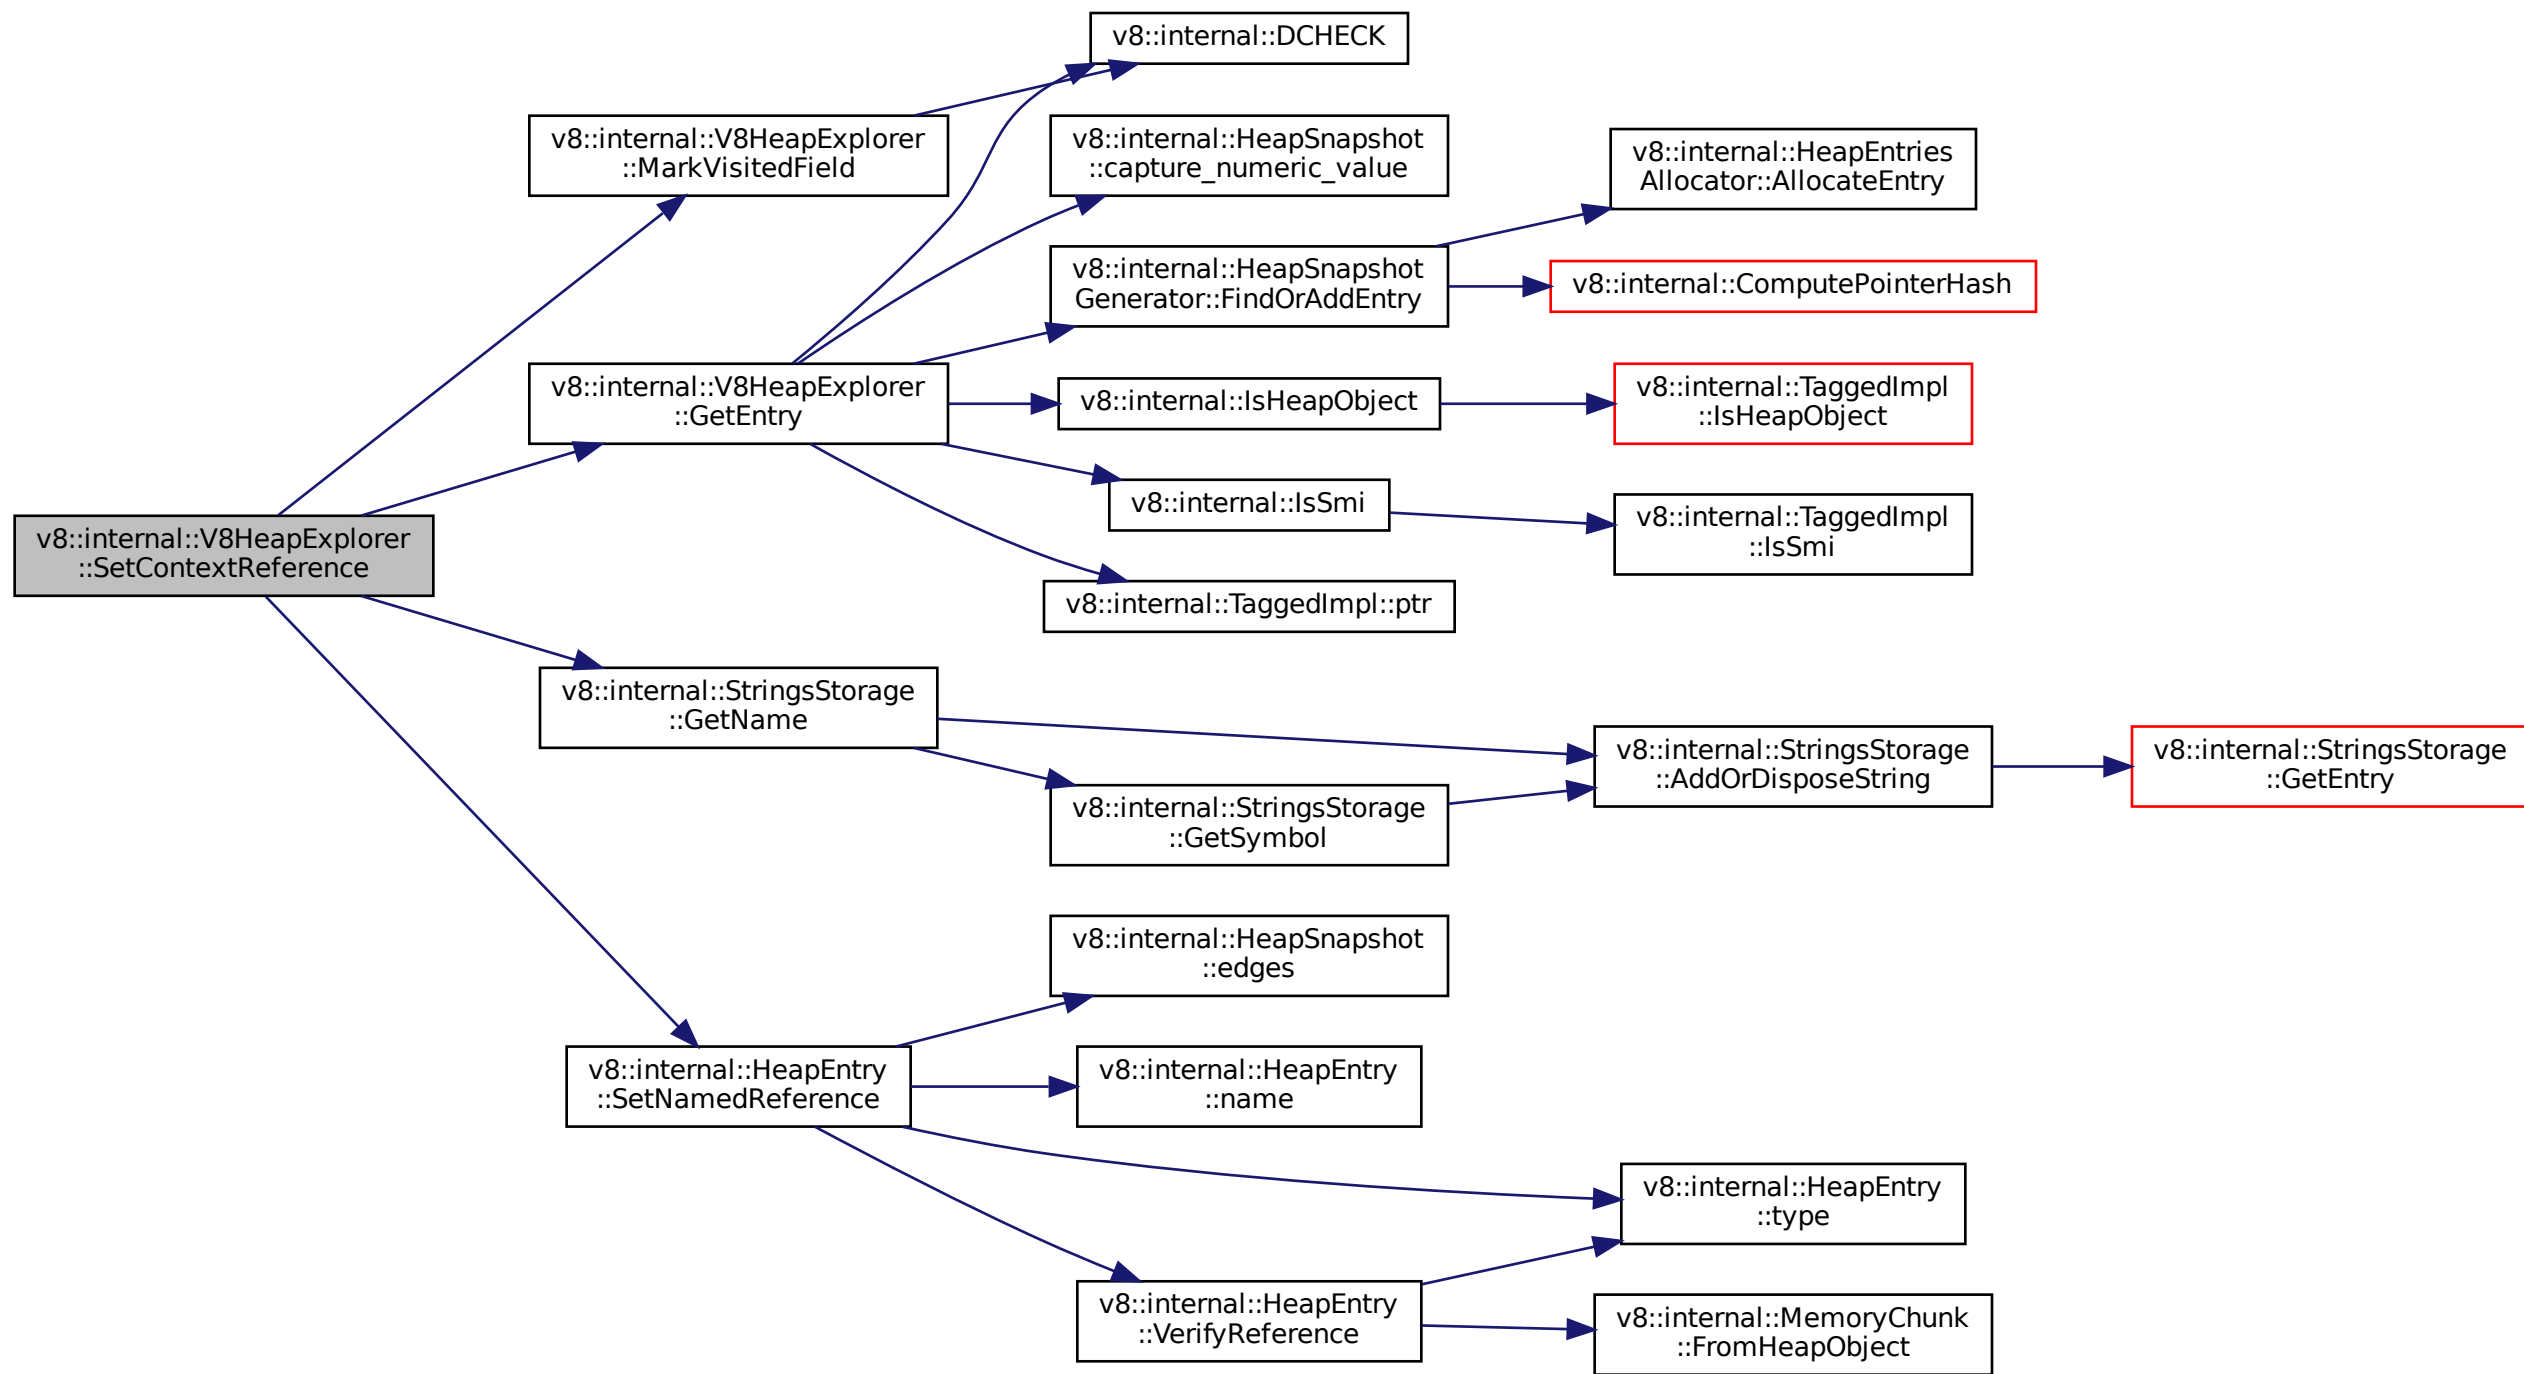 v8::internal::V8HeapExplorer
::SetContextReference
v8::internal::V8HeapExplorer
::MarkVisitedField
v8::internal::DCHECK
v8::internal::V8HeapExplorer
::GetEntry
v8::internal::HeapSnapshot
::capture_numeric_value
v8::internal::HeapSnapshot
Generator::FindOrAddEntry
v8::internal::HeapEntries
Allocator::AllocateEntry
v8::internal::ComputePointerHash
v8::internal::IsHeapObject
v8::internal::TaggedImpl
::IsHeapObject
v8::internal::IsSmi
v8::internal::TaggedImpl
::IsSmi
v8::internal::TaggedImpl::ptr
v8::internal::StringsStorage
::GetName
v8::internal::StringsStorage
::AddOrDisposeString
v8::internal::StringsStorage
::GetEntry
v8::internal::StringsStorage
::GetSymbol
v8::internal::HeapEntry
::SetNamedReference
v8::internal::HeapSnapshot
::edges
v8::internal::HeapEntry
::name
v8::internal::HeapEntry
::type
v8::internal::HeapEntry
::VerifyReference
v8::internal::MemoryChunk
::FromHeapObject